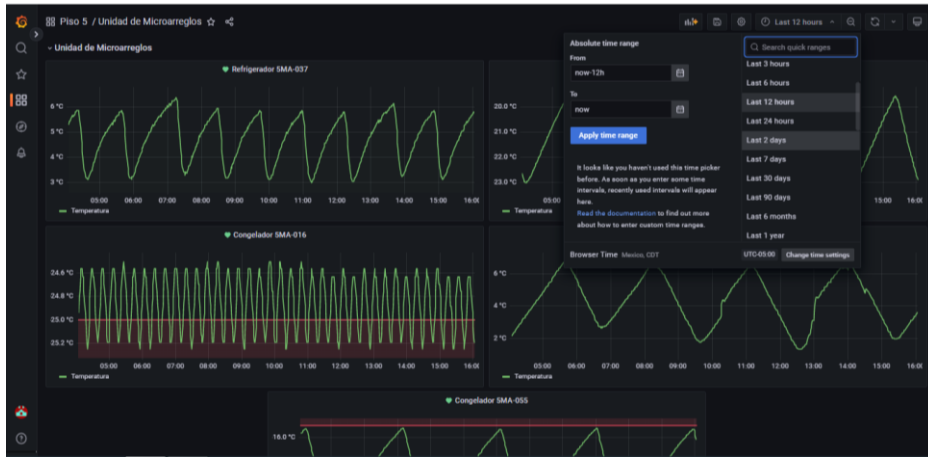 Piso 5 / Unidad de Microarreglos
Last 12 hours
Unidad de Microarreglos
Refrigerador 5MA-037
6 °C
5 °C
4 °C
3 °C
05:00 06:00 07:00 08:00 09:00 10:00 11:00 12:00 13:00 14:00 15:00 16:00
Temperatura
20.0 °C
21.0 °C
22.0 °C
23.0 °C
05:00
15:00 16:00
Temperatura
Absolute time range
From
now-12h
To
now
Apply time range
It looks like you haven't used this time picker
before. As soon as you enter some time
intervals, recently used intervals will appear
here.
Read the documentation to find out more
about how to enter custom time ranges.
Search quick ranges
Last 3 hours
Last 6 hours
Last 12 hours
Last 24 hours
Last 2 days
Last 7 days
Last 30 days
Last 90 days
Last 6 months
Last 1 year
Browser Time Mexico, CDT
UTC-05:00
Change time settings
Congelador 5MA-016
24.6 °C
24.8 °C
25.0 °C
25.2 °C
05:00 06:00 07:00 08:00 09:00 10:00 11:00 12:00 13:00 14:00 15:00 16:00
Temperatura
6 °C
4 °C
2 °C
05:00 06:00 07:00 08:00 09:00 10:00 11:00 12:00 13:00 14:00 15:00 16:00
Temperatura
Congelador 5MA-055
16.0 °C